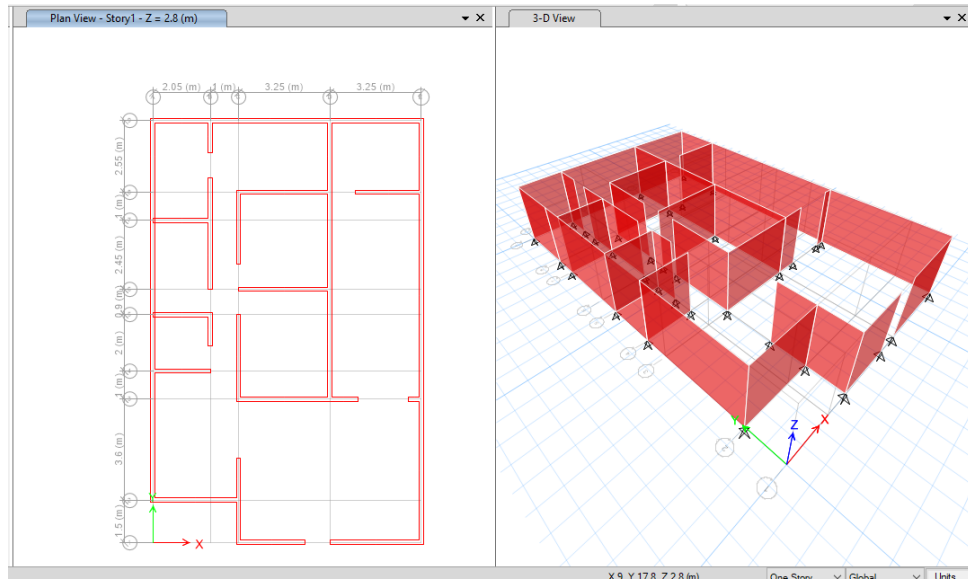 Plan View - Story1 - Z = 2.8 (m)
3-D View
2.05 (m)
1 (m)
3.25 (m)
3.25 (m)
2.55 (m)
1 (m)
2.45 (m)
0.9 (m)
2 (m)
1 (m)
3.6 (m)
1.5 (m)
Y
X
Y
Z
X
X 9 Y 17.8 Z 2.8 (m)
One Story
Global
Units